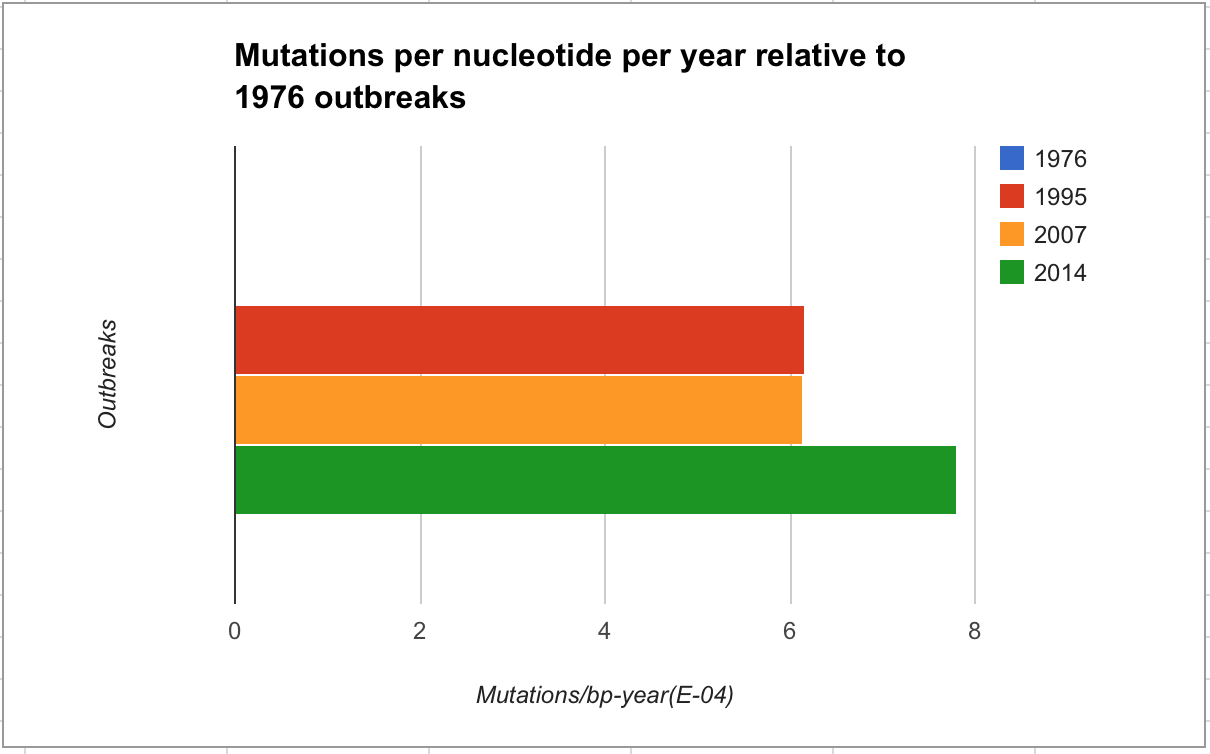 Mutations per nucleotide per year relative to
1976 outbreaks
1976
1995
2007
2014
Outbreaks
0 2 4 6 8
Mutations/bp-year(E-04)